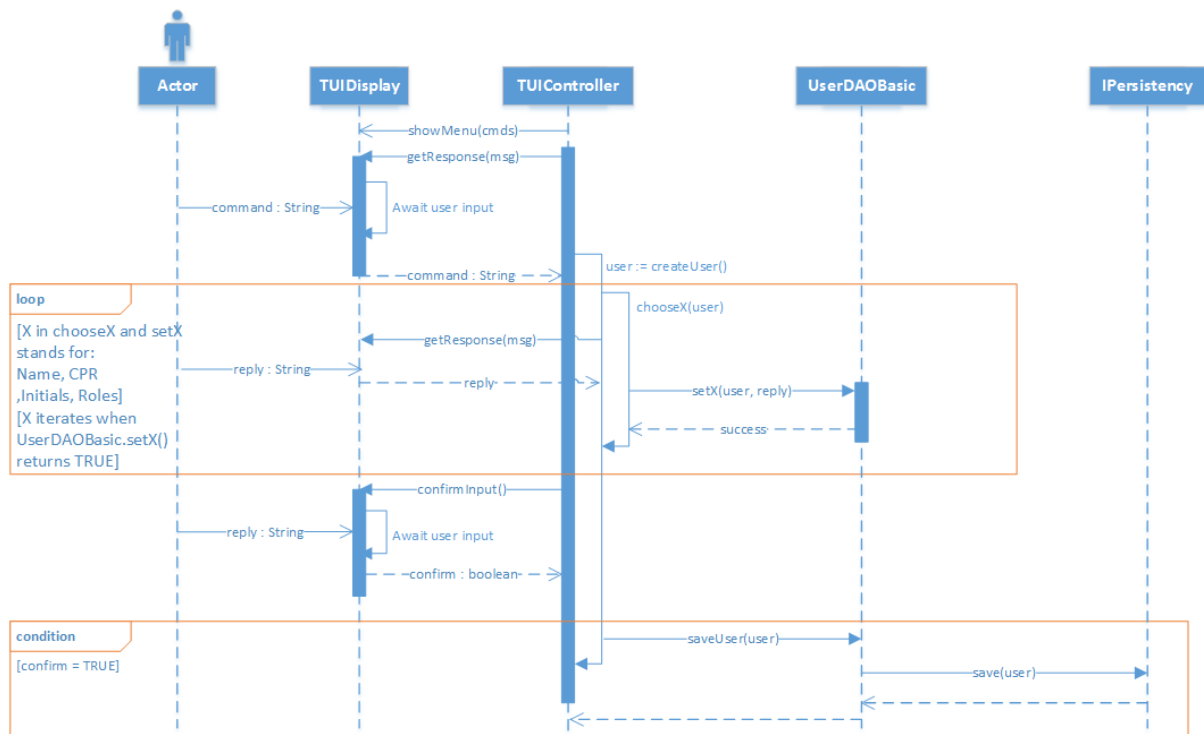 Actor
TUIDisplay
TUIController
UserDAOBasic
IPersistency
showMenu(cmds)
getResponse(msg)
command : String
Await user input
user := createUser()
command : String
loop
chooseX(user)
[X in chooseX and setX
stands for:
Name, CPR
,Initials, Roles]
[X iterates when
UserDAOBasic.setX()
returns TRUE]
getResponse(msg)
reply : String
reply
setX(user, reply)
success
confirmInput()
reply : String
Await user input
confirm : boolean
condition
[confirm = TRUE]
saveUser(user)
save(user)